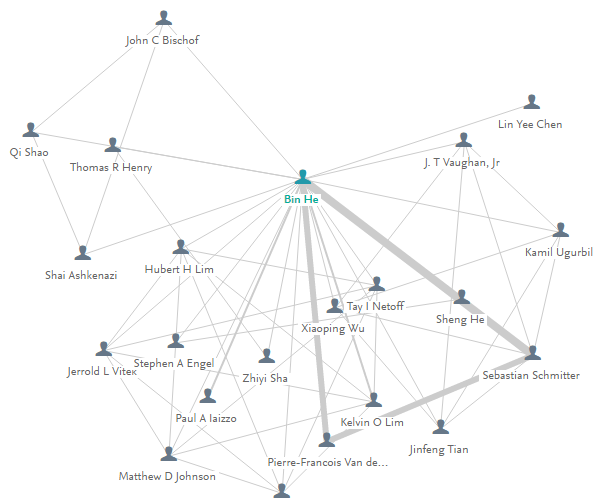 John C Bischof
Lin Yee Chen
Qi Shao
Thomas R Henry
J. T Vaughan, Jr
Bin He
Kamil Ugurbil
Shai Ashkenazi
Hubert H Lim
Tay I Netoff
Sheng He
Xiaoping Wu
Stephen A Engel
Jerrold L Vitek
Zhiyi Sha
Sebastian Schmitter
Paul A Iaizzo
Kelvin O Lim
Jinfeng Tian
Pierre-Francois Van de...
Matthew D Johnson